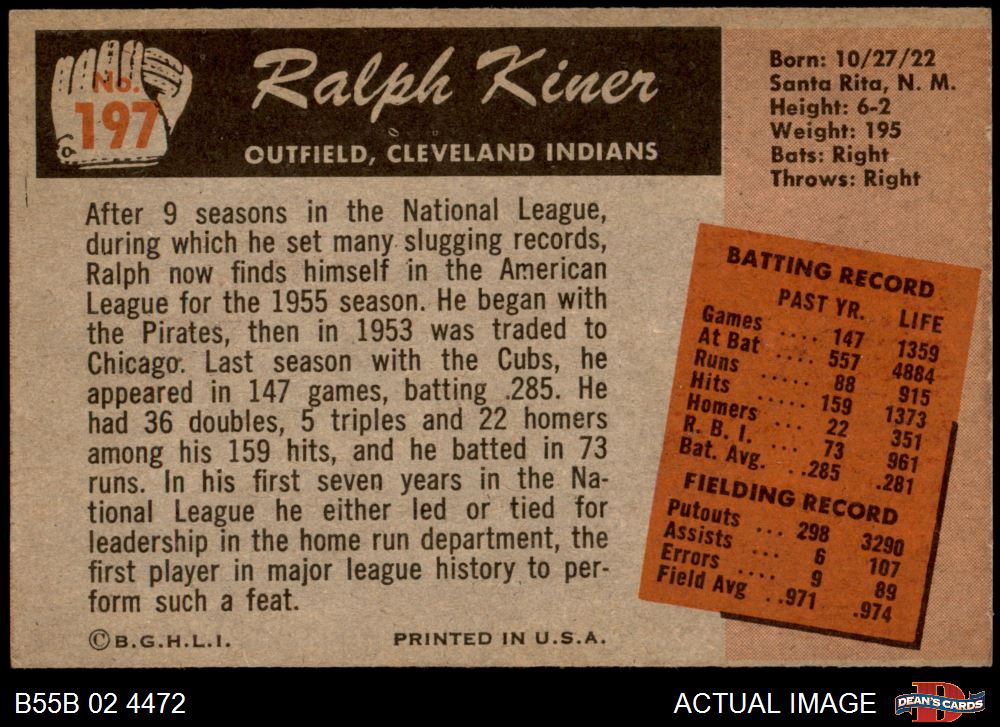 No.
197
Ralph Kiner
OUTFIELD, CLEVELAND INDIANS
Born: 10/27/22
Santa Rita, N. M.
Height: 6-2
Weight: 195
Bats: Right
Throws: Right
After 9 seasons in the National League,
during which he set many slugging records,
Ralph now finds himself in the American
League for the 1955 season. He began with
the Pirates, then in 1953 was traded to
Chicago. Last season with the Cubs, he
appeared in 147 games, batting .285. He
had 36 doubles, 5 triples and 22 homers
among his 159 hits, and he batted in 73
runs. In his first seven years in the Na-
tional League he either led or tied for
leadership in the home run department, the
first player in major league history to per-
form such a feat.
©B.G.H.L.I. PRINTED IN U.S.A.
BATTING RECORD
PAST YR. LIFE
Games .... 147 1359
At Bat .... 557 4884
Runs ..... 88 915
Hits ..... 159 1373
Homers ... 22 351
R. B. I. ... 73 961
Bat. Avg. ..285 .281
FIELDING RECORD
Putouts ... 298 3290
Assists ... 6 107
Errors .... 9 89
Field Avg ..971 .974
B55B 02 4472 ACTUAL IMAGE
D
DEAN'S CARDS